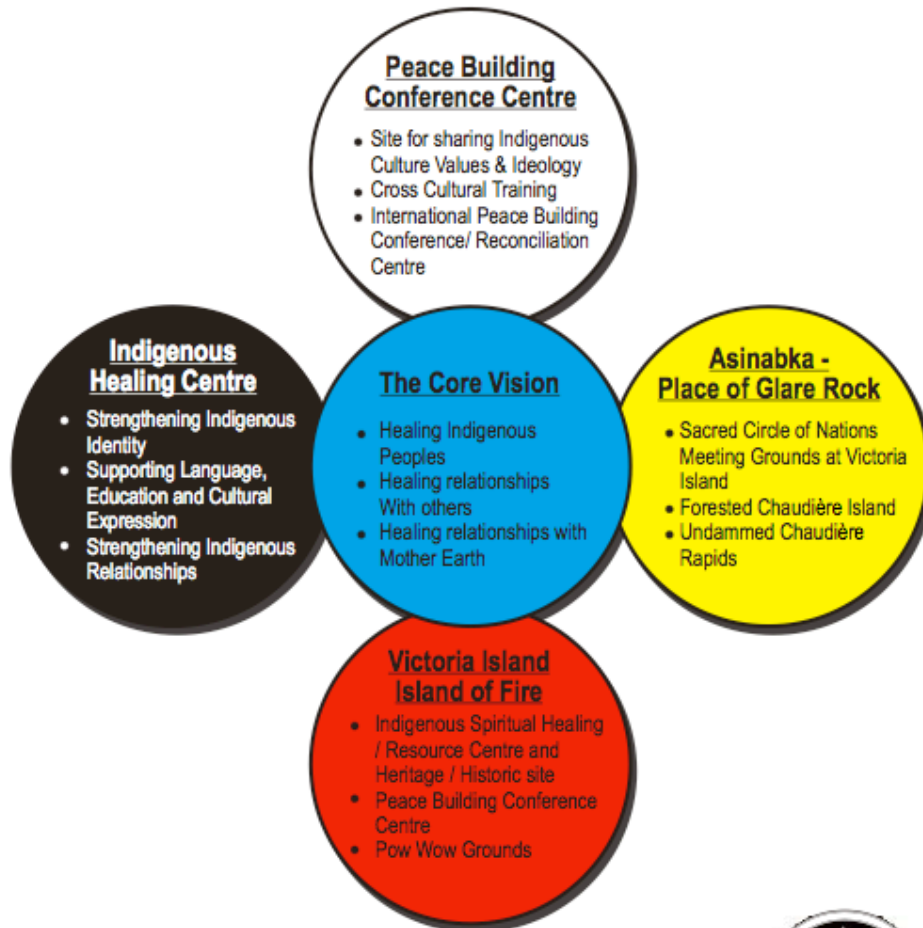 Peace Building
Conference Centre
• Site for sharing Indigenous
Culture Values & Ideology
• Cross Cultural Training
• International Peace Building
Conference/ Reconciliation
Centre
Indigenous
Healing Centre
• Strengthening Indigenous
Identity
• Supporting Language,
Education and Cultural
Expression
• Strengthening Indigenous
Relationships
The Core Vision
• Healing Indigenous
Peoples
• Healing relationships
With others
• Healing relationships with
Mother Earth
Asinabka -
Place of Glare Rock
• Sacred Circle of Nations
Meeting Grounds at Victoria
Island
• Forested Chaudière Island
• Undammed Chaudière
Rapids
Victoria Island
Island of Fire
• Indigenous Spiritual Healing
/ Resource Centre and
Heritage / Historic site
• Peace Building Conference
Centre
• Pow Wow Grounds